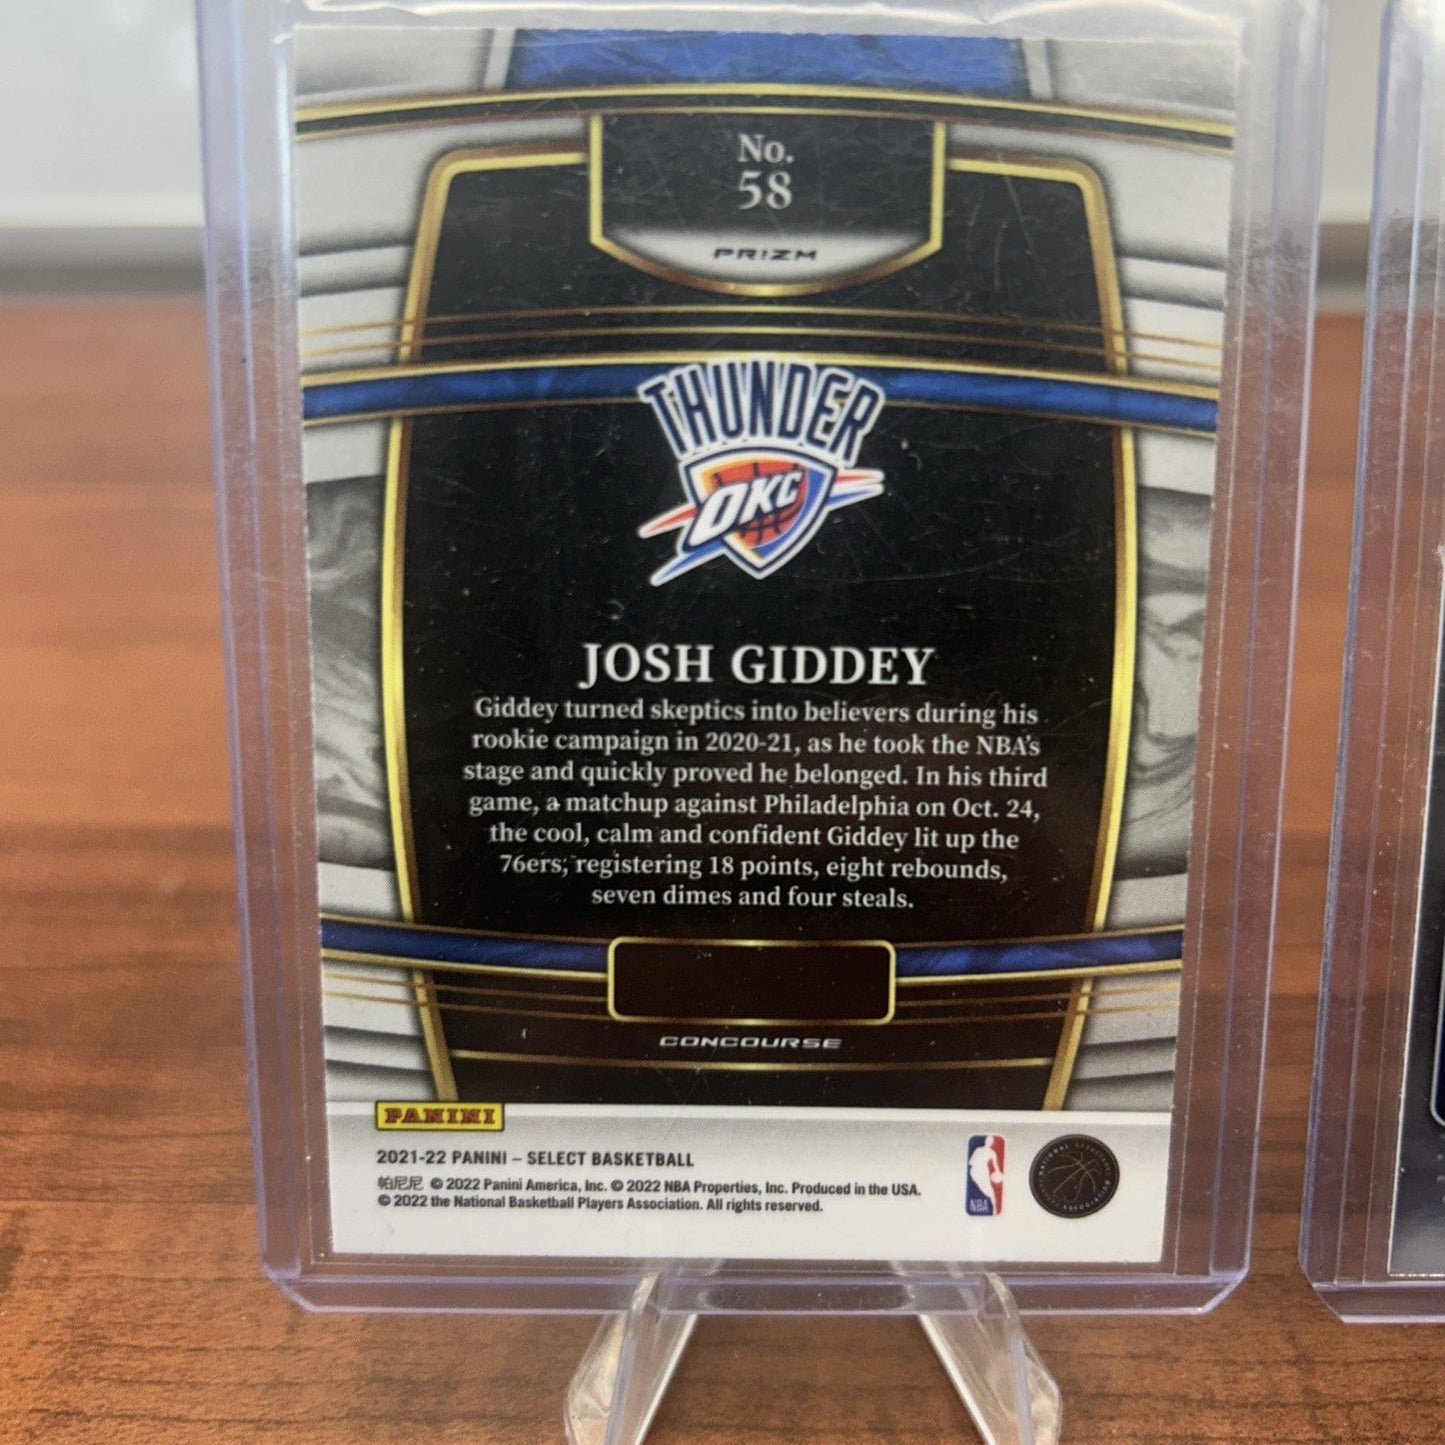 No.
58
PRIZM
THUNDER
OKC
JOSH GIDDEY
Giddey turned skeptics into believers during his
rookie campaign in 2020-21, as he took the NBA's
stage and quickly proved he belonged. In his third
game, a matchup against Philadelphia on Oct. 24,
the cool, calm and confident Giddey lit up the
76ers, registering 18 points, eight rebounds,
seven dimes and four steals.
CONCOURSE
PANINI
2021-22 PANINI – SELECT BASKETBALL
帕尼尼 © 2022 Panini America, Inc. © 2022 NBA Properties, Inc. Produced in the USA.
© 2022 the National Basketball Players Association. All rights reserved.
NBA